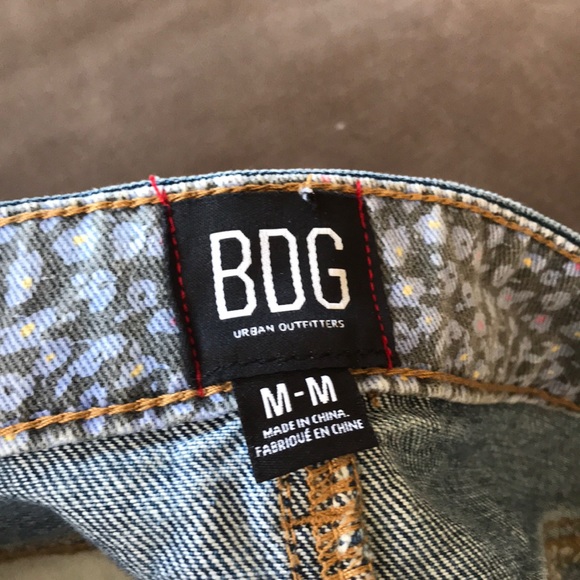 BDG
URBAN OUTFITTERS
M-M
MADE IN CHINA.
FABRIQUÉ EN CHINE